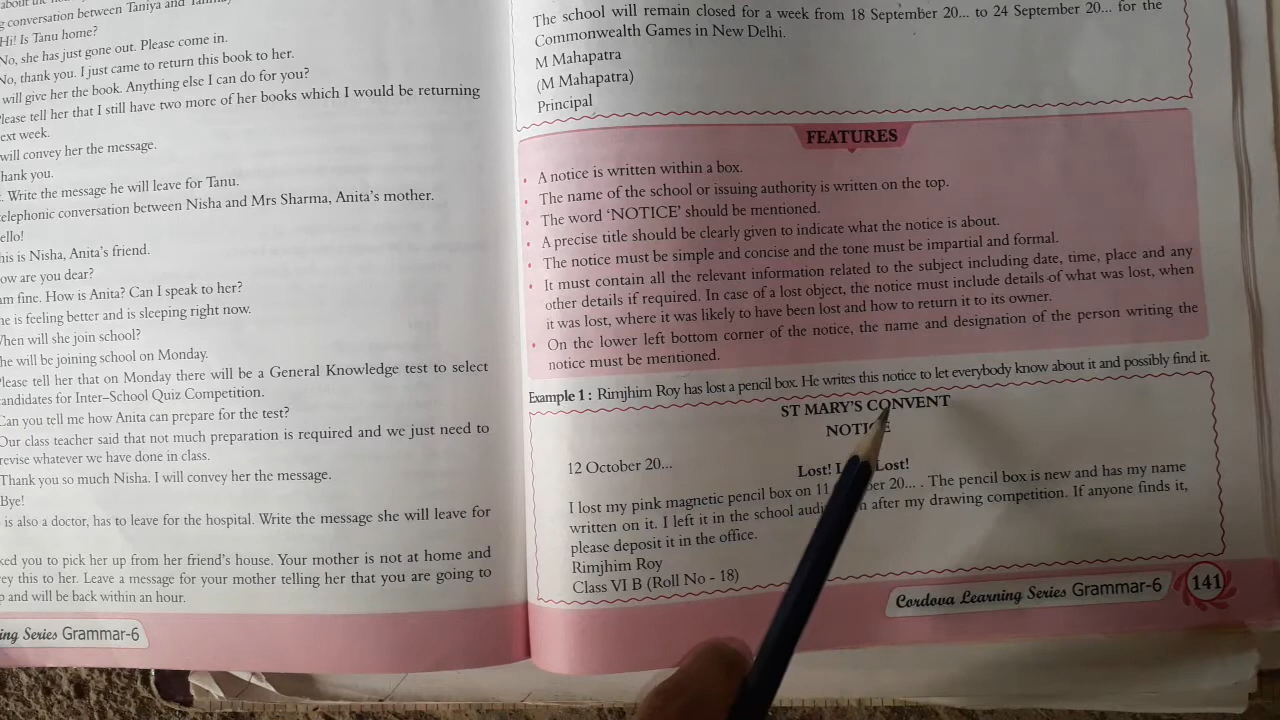 about the
g conversation between Taniya and
Hi! Is Tanu home?
No, she has just gone out. Please come in.
No, thank you. I just came to return this book to her.
will give her the book. Anything else I can do for you?
Please tell her that I still have two more of her books which I would be returning
ext week.
will convey her the message.
hank you.
. Write the message he will leave for Tanu.
elephonic conversation between Nisha and Mrs Sharma, Anita's mother.
ello!
his is Nisha, Anita's friend.
ow are you dear?
am fine. How is Anita? Can I speak to her?
he is feeling better and is sleeping right now.
When will she join school?
he will be joining school on Monday.
Please tell her that on Monday there will be a General Knowledge test to select
candidates for Inter–School Quiz Competition.
Can you tell me how Anita can prepare for the test?
Our class teacher said that not much preparation is required and we just need to
revise whatever we have done in class.
Thank you so much Nisha. I will convey her the message.
Bye!
is also a doctor, has to leave for the hospital. Write the message she will leave for
ked you to pick her up from her friend's house. Your mother is not at home and
ey this to her. Leave a message for your mother telling her that you are going to
p and will be back within an hour.
ing Series Grammar-6
The school will remain closed for a week from 18 September 20... to 24 September 20... for the
Commonwealth Games in New Delhi.
M Mahapatra
(M Mahapatra)
Principal
FEATURES
• A notice is written within a box.
• The name of the school or issuing authority is written on the top.
• The word 'NOTICE' should be mentioned.
• A precise title should be clearly given to indicate what the notice is about.
• The notice must be simple and concise and the tone must be impartial and formal.
• It must contain all the relevant information related to the subject including date, time, place and any
other details if required. In case of a lost object, the notice must include details of what was lost, when
it was lost, where it was likely to have been lost and how to return it to its owner.
• On the lower left bottom corner of the notice, the name and designation of the person writing the
notice must be mentioned.
Example 1 : Rimjhim Roy has lost a pencil box. He writes this notice to let everybody know about it and possibly find it.
ST MARY'S CONVENT
NOTICE
12 October 20...
Lost! Lost!
I lost my pink magnetic pencil box on 11 20... . The pencil box is new and has my name
written on it. I left it in the school after my drawing competition. If anyone finds it,
please deposit it in the office.
Rimjhim Roy
Class VI B (Roll No - 18)
Cordova Learning Series Grammar-6
141